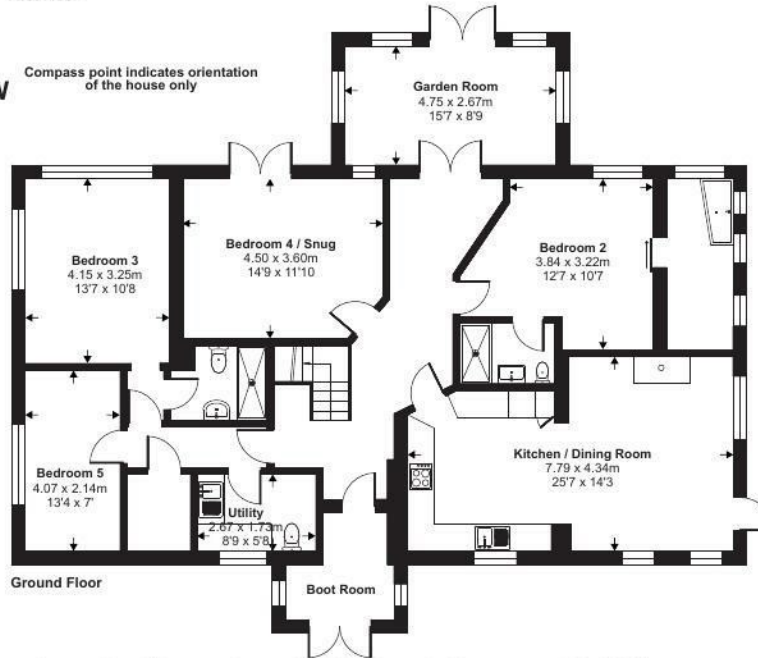 W
Compass point indicates orientation
of the house only
Garden Room
4.75 x 2.67m
15'7 x 8'9
Bedroom 3
4.15 x 3.25m
13'7 x 10'8
Bedroom 4 / Snug
4.50 x 3.60m
14'9 x 11'10
Bedroom 2
3.84 x 3.22m
12'7 x 10'7
Bedroom 5
4.07 x 2.14m
13'4 x 7'
Utility
2.67 x 1.73m
8'9 x 5'8
Kitchen / Dining Room
7.79 x 4.34m
25'7 x 14'3
Boot Room
Ground Floor